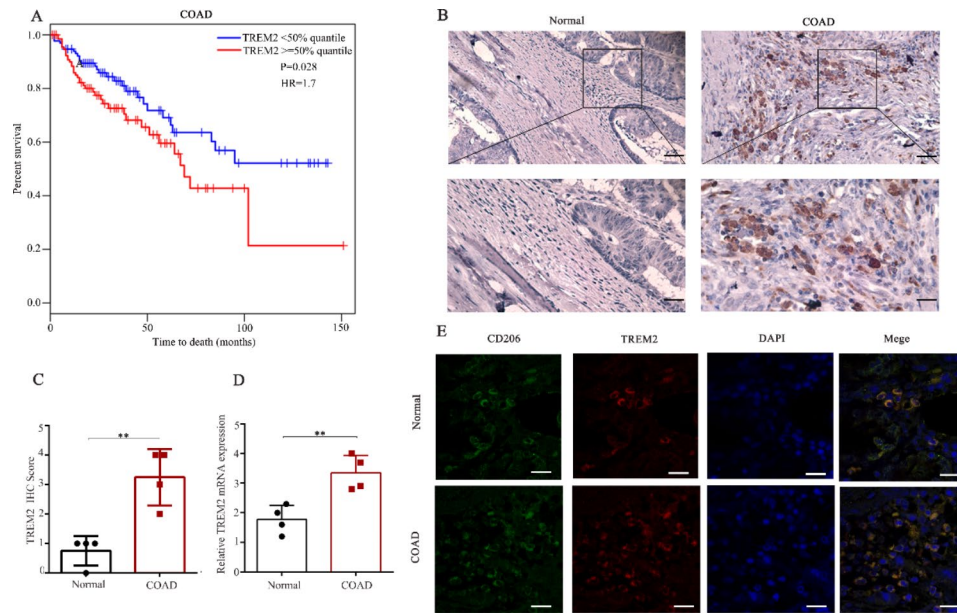 A
COAD
TREM2 <50% quantile
TREM2 >=50% quantile
P=0.028
HR=1.7
Percent survival
1.0
0.8
0.6
0.4
0.2
0.0
0
50
100
150
Time to death (months)
B
Normal
COAD
C
**
TREM2 IHC Score
5
4
3
2
1
0
Normal
COAD
D
**
Relative TREM2 mRNA expression
5
4
3
2
1
0
Normal
COAD
E
CD206
TREM2
DAPI
Mege
Normal
COAD